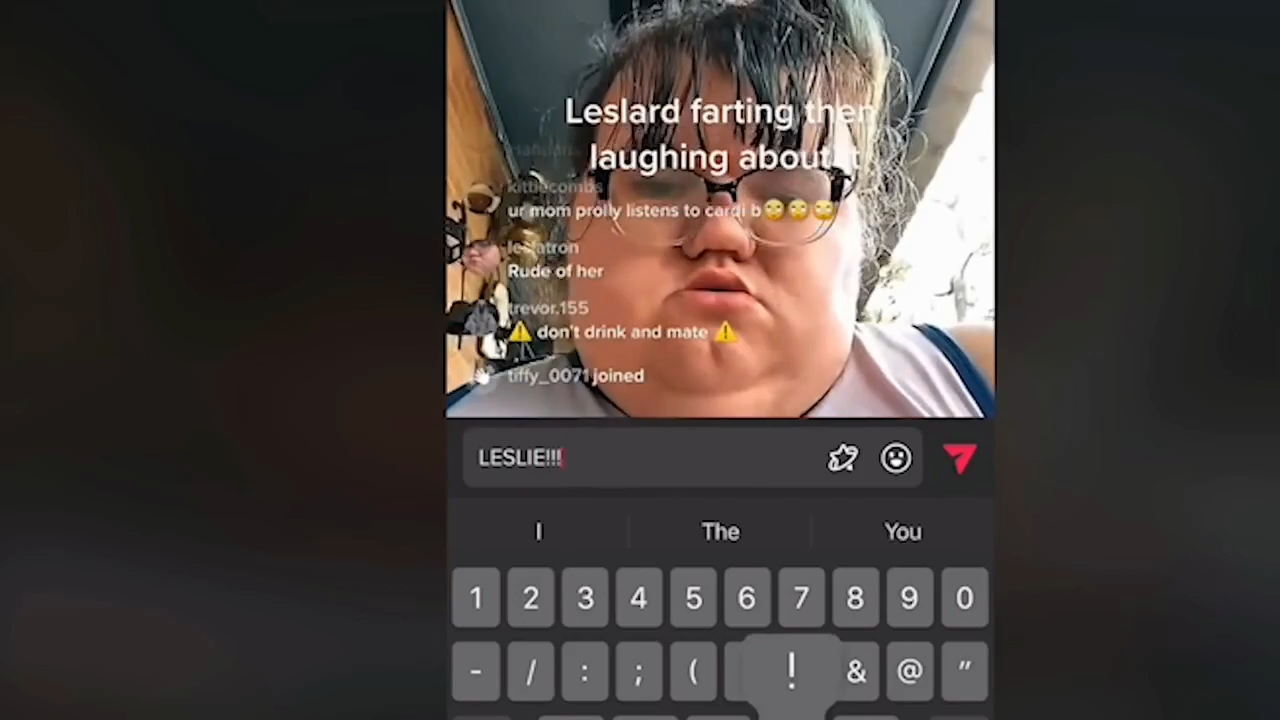 Leslard farting then
laughing about it
kittlecombs
ur mom prolly listens to cardi b🙄🙄🙄
Rude of her
trevor.155
⚠️ don't drink and mate ⚠️
tiffy_0071 joined
LESLIE!!!
I The You
1 2 3 4 5 6 7 8 9 0
- / : ; ( ! & @ "